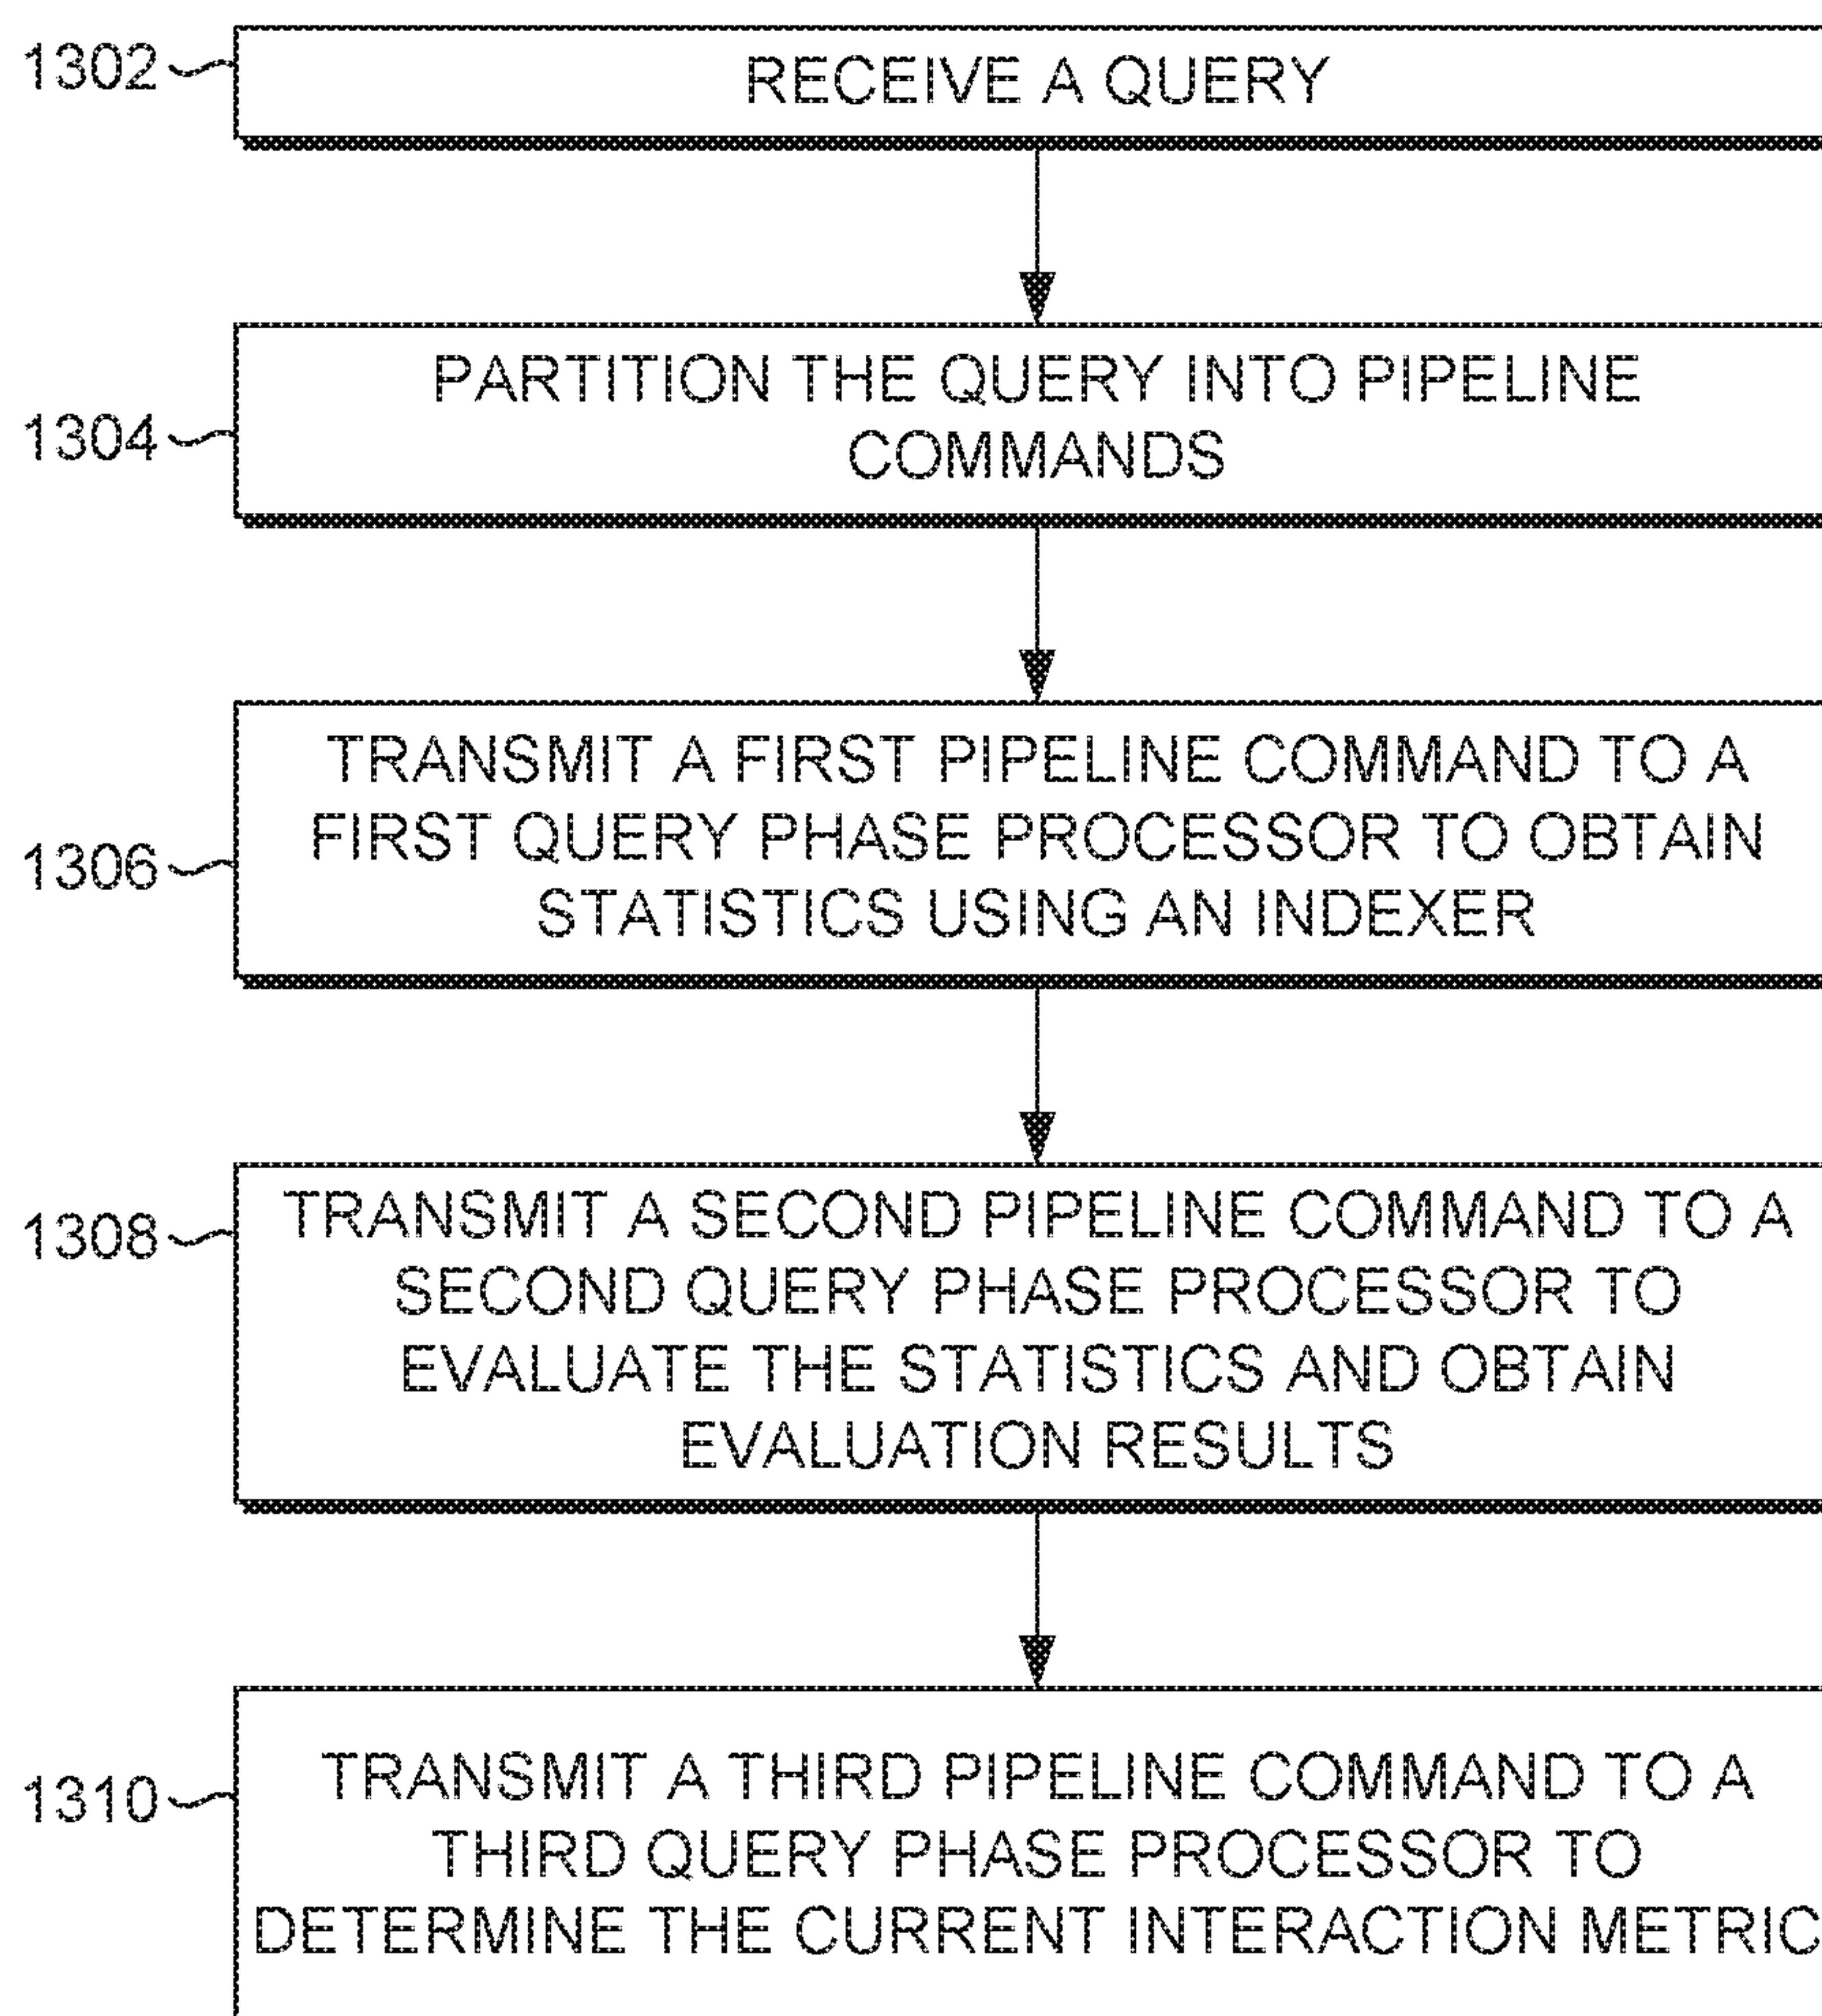 1302
RECEIVE A QUERY
1304
PARTITION THE QUERY INTO PIPELINE
COMMANDS
1306
TRANSMIT A FIRST PIPELINE COMMAND TO A
FIRST QUERY PHASE PROCESSOR TO OBTAIN
STATISTICS USING AN INDEXER
1308
TRANSMIT A SECOND PIPELINE COMMAND TO A
SECOND QUERY PHASE PROCESSOR TO
EVALUATE THE STATISTICS AND OBTAIN
EVALUATION RESULTS
1310
TRANSMIT A THIRD PIPELINE COMMAND TO A
THIRD QUERY PHASE PROCESSOR TO
DETERMINE THE CURRENT INTERACTION METRIC